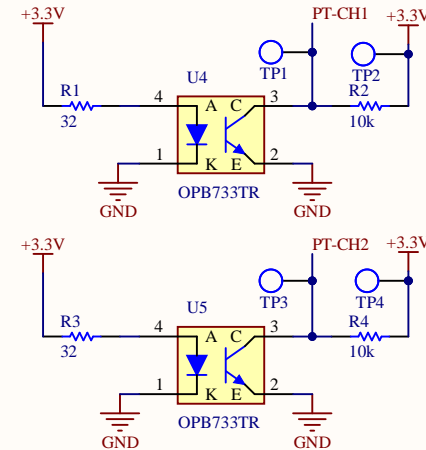 +3.3V PT-CH1 +3.3V
TP1 TP2
R1 U4 R2
32 4 A C 3 10k
1 K E 2
OPB733TR
GND GND
+3.3V PT-CH2 +3.3V
TP3 TP4
R3 U5 R4
32 4 A C 3 10k
1 K E 2
OPB733TR
GND GND